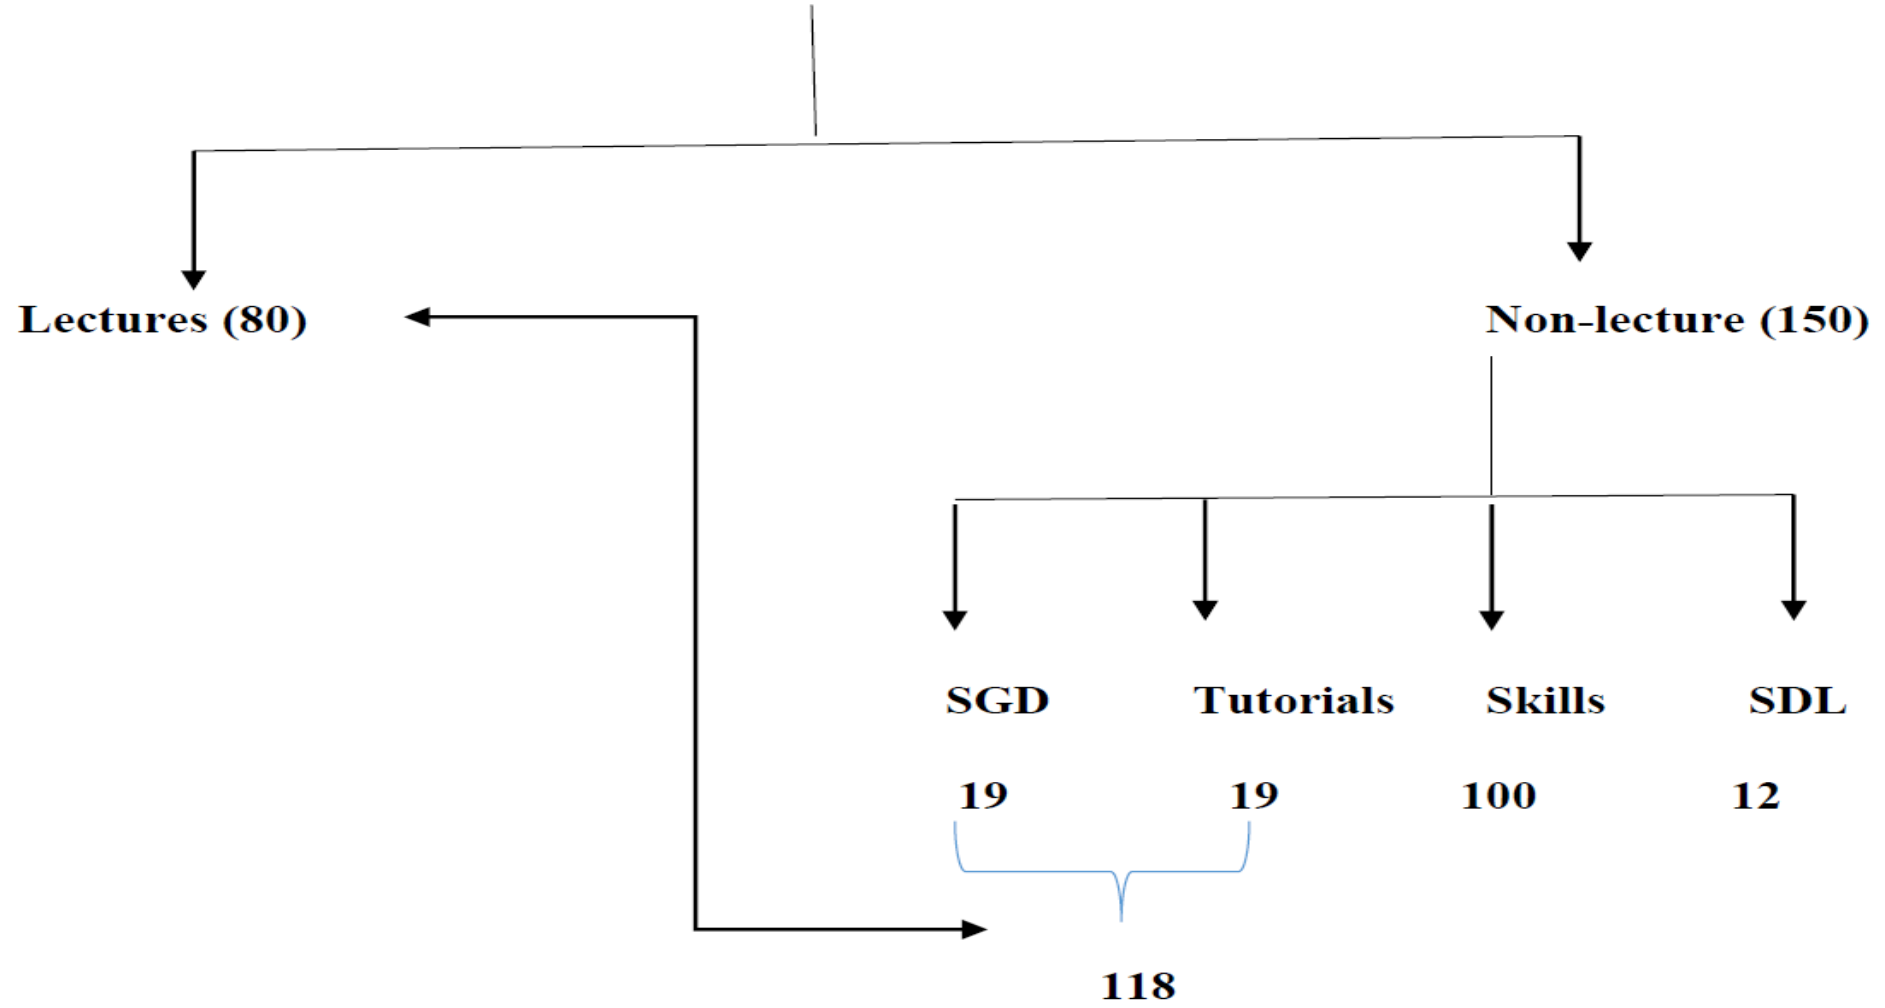 Lectures (80) Non-lecture (150)
SGD Tutorials Skills SDL
19 19 100 12
118